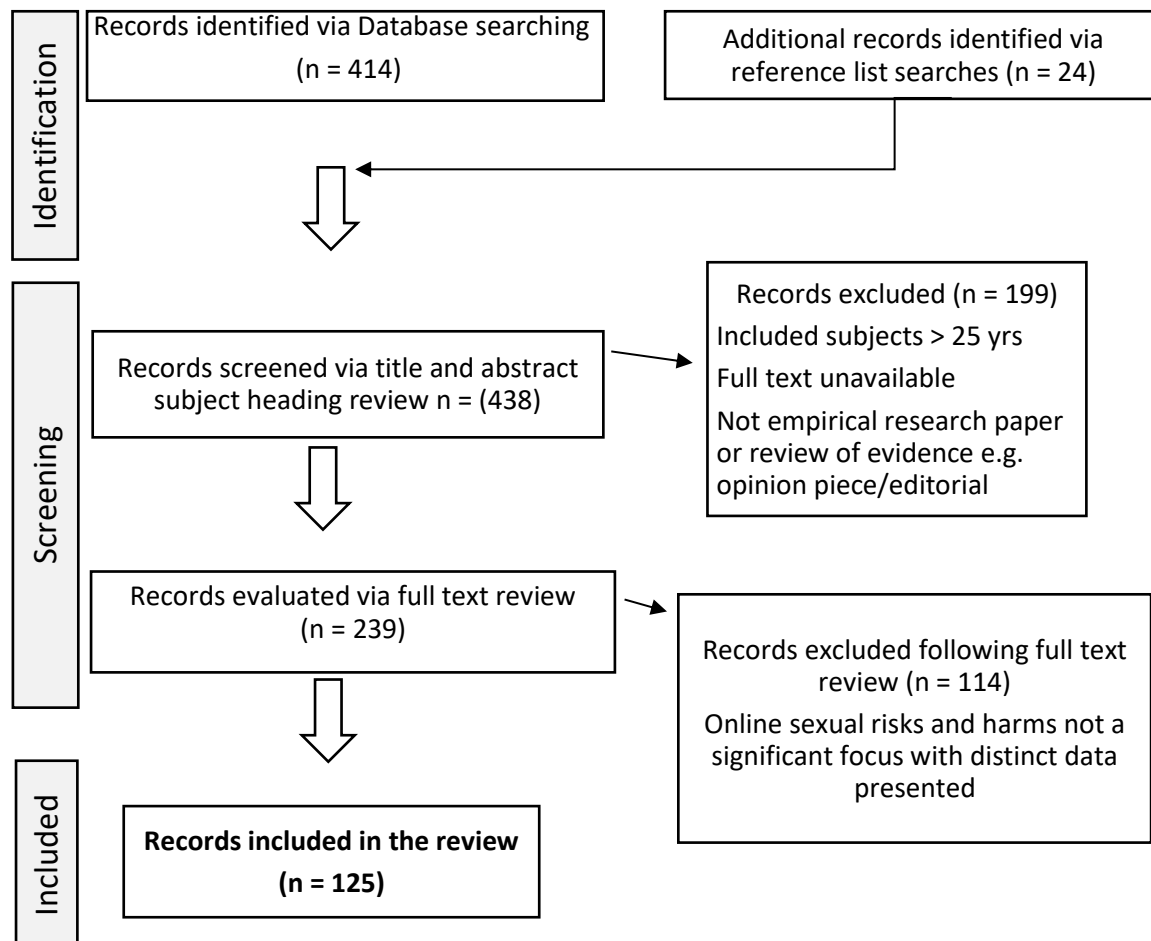 Identification
Records identified via Database searching
(n = 414)
Additional records identified via
reference list searches (n = 24)
Screening
Records screened via title and abstract
subject heading review n = (438)
Records excluded (n = 199)
Included subjects > 25 yrs
Full text unavailable
Not empirical research paper
or review of evidence e.g.
opinion piece/editorial
Records evaluated via full text review
(n = 239)
Records excluded following full text
review (n = 114)
Online sexual risks and harms not a
significant focus with distinct data
presented
Included
Records included in the review
(n = 125)